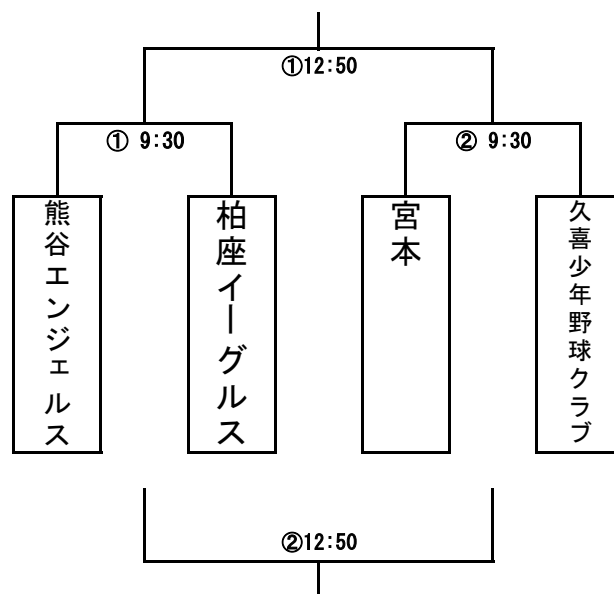 ①12:50
① 9:30
② 9:30
熊谷エンジェルス
柏座イーグルス
宮本
久喜少年野球クラブ
②12:50